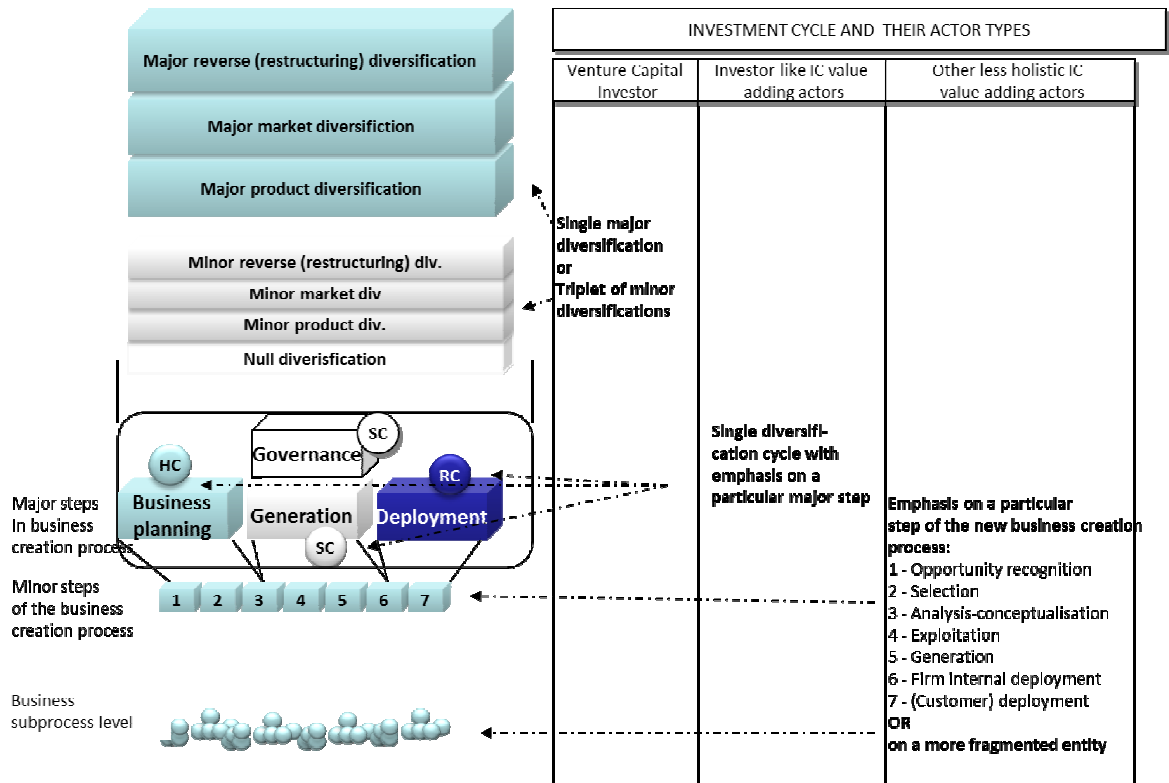 Major reverse (restructuring) diversification
Major market diversifiction
Major product diversification
Minor reverse (restructuring) div.
Minor market div
Minor product div.
Null diverisfication
Governance
SC
HC
RC
Business
planning
Generation
Deployment
SC
Major steps
In business
creation process
Minor steps
of the business
creation process
1 2 3 4 5 6 7
Business
subprocess level
INVESTMENT CYCLE AND THEIR ACTOR TYPES
Venture Capital
Investor
Investor like IC value
adding actors
Other less holistic IC
value adding actors
Single major
diversification
or
Triplet of minor
diversifications
Single diversifi-
cation cycle with
emphasis on a
particular major step
Emphasis on a particular
step of the new business creation
process:
1 - Opportunity recognition
2 - Selection
3 - Analysis-conceptualisation
4 - Exploitation
5 - Generation
6 - Firm internal deployment
7 - (Customer) deployment
OR
on a more fragmented entity